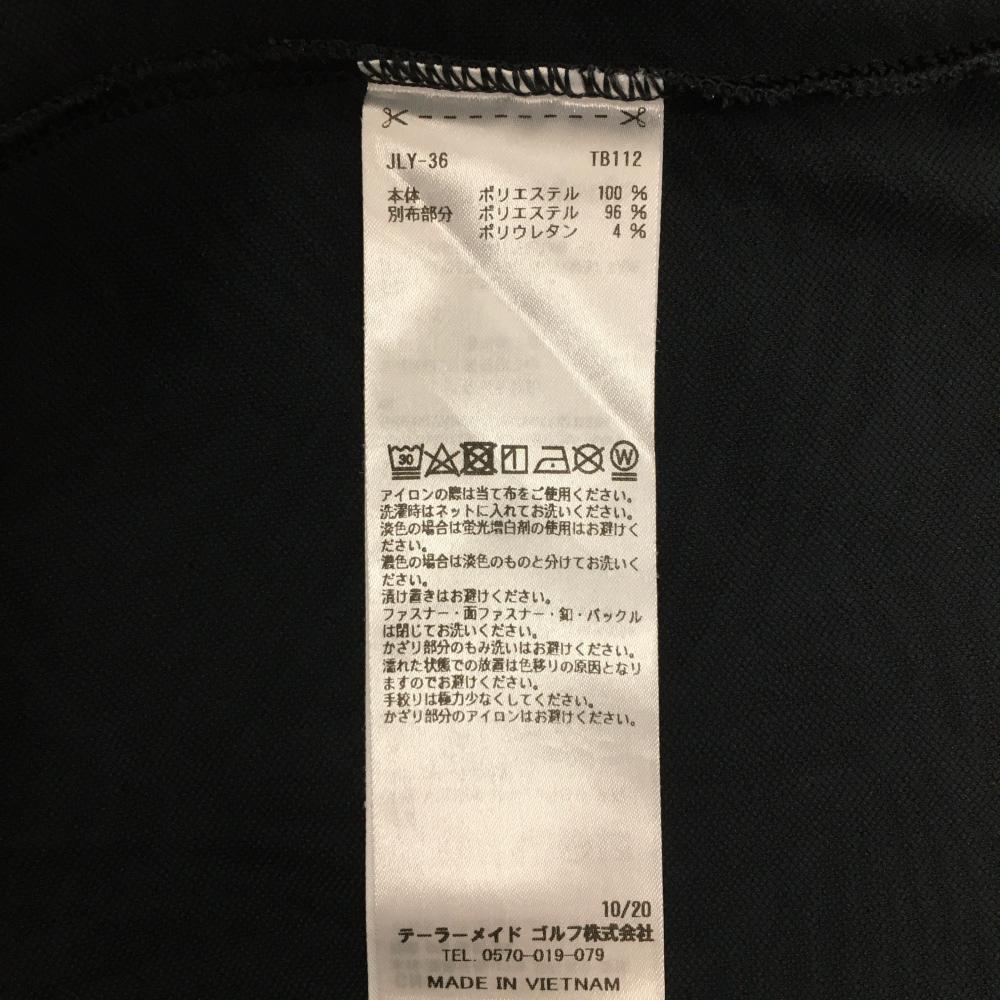 JLY-36 TB112
本体 ポリエステル 100 %
別布部分 ポリエステル 96 %
ポリウレタン 4 %
30 W
アイロンの際は当て布をご使用ください。
洗濯時はネットに入れてお洗いください。
淡色の場合は蛍光増白剤の使用はお避けく
ださい。
濃色の場合は淡色のものと分けてお洗いく
ださい。
漬け置きはお避けください。
ファスナー・面ファスナー・釦・バックル
は閉じてお洗いください。
かざり部分のもみ洗いはお避けください。
濡れた状態での放置は色移りの原因となり
ますのでお避けください。
手絞りは極力少なくしてください。
かざり部分のアイロンはお避けください。
10/20
テーラーメイド ゴルフ株式会社
TEL. 0570-019-079
MADE IN VIETNAM